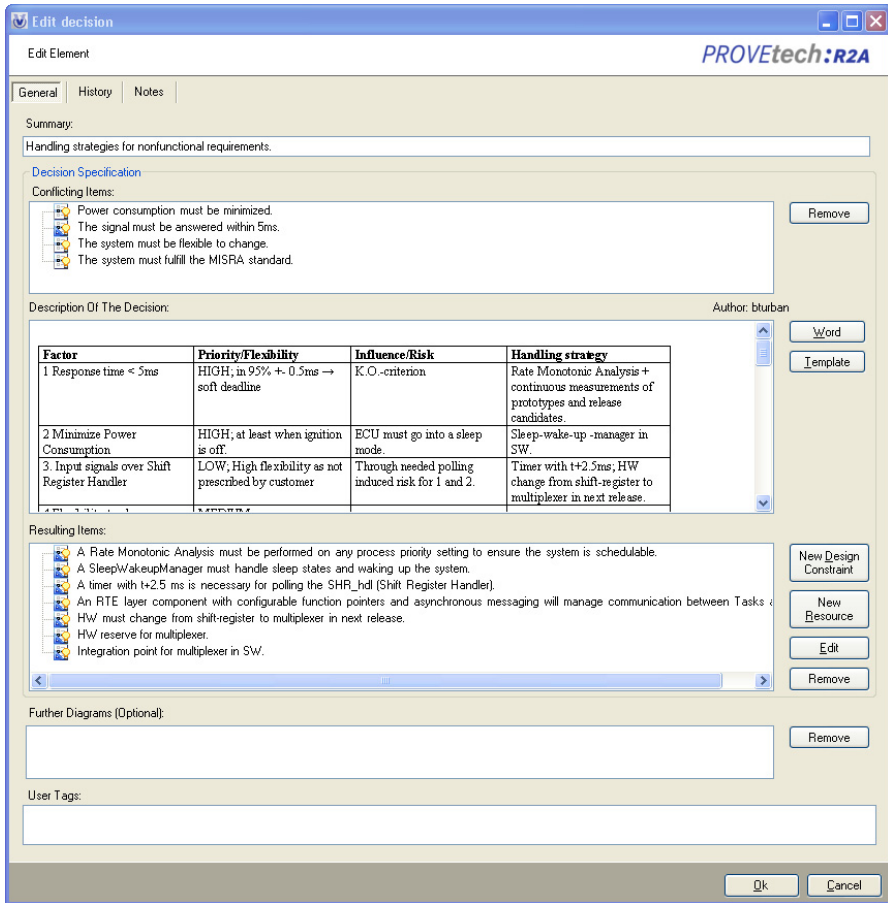 Edit decision
Edit Element
PROVEtech:R2A
General History Notes
Summary:
Handling strategies for nonfunctional requirements.
Decision Specification
Conflicting Items:
Power consumption must be minimized.
Remove
The signal must be answered within 5ms.
The system must be flexible to change.
The system must fulfill the MISRA standard.
Description Of The Decision:
Author: bturban
Word
Template
Factor Priority/Flexibility Influence/Risk Handling strategy
1 Response time < 5ms HIGH; in 95% +- 0.5ms → K.O.-criterion Rate Monotonic Analysis +
soft deadline continuous measurements of
prototypes and release
candidates.
2 Minimize Power HIGH; at least when ignition ECU must go into a sleep Sleep-wake-up -manager in
Consumption is off. mode. SW.
3. Input signals over Shift LOW; High flexibility as not Through needed polling Timer with t+2.5ms; HW
Register Handler prescribed by customer induced risk for 1 and 2. change from shift-register to
multiplexer in next release.
MEDIUM
Resulting Items:
A Rate Monotonic Analysis must be performed on any process priority setting to ensure the system is schedulable.
A SleepWakeupManager must handle sleep states and waking up the system.
A timer with t+2.5 ms is necessary for polling the SHR_hdl (Shift Register Handler).
An RTE layer component with configurable function pointers and asynchronous messaging will manage communication between Tasks
HW must change from shift-register to multiplexer in next release.
HW reserve for multiplexer.
Integration point for multiplexer in SW.
New Design
Constraint
New
Resource
Edit
Remove
Further Diagrams (Optional):
Remove
User Tags:
Ok Cancel